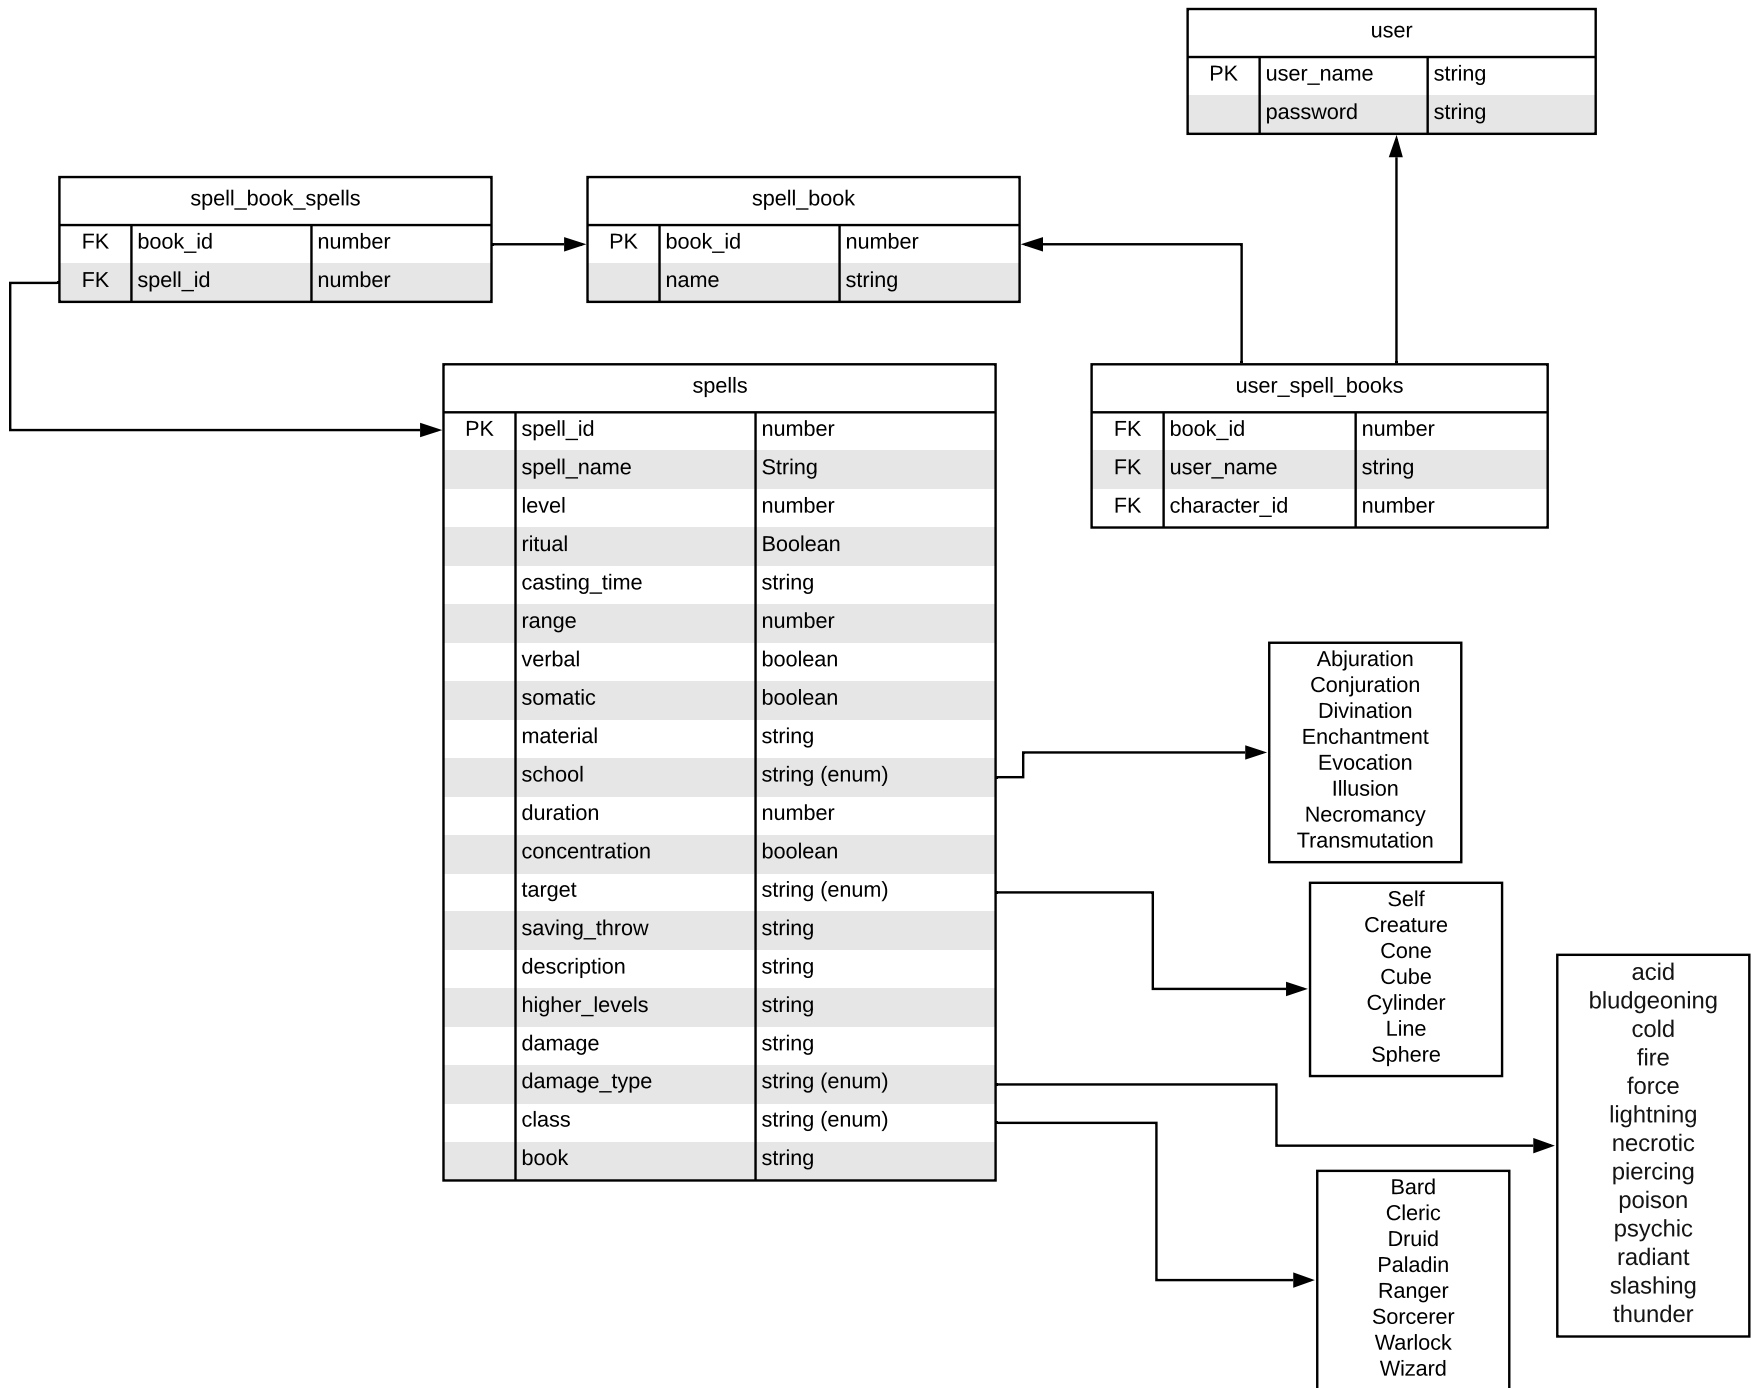 user
PK user_name string
password string
spell_book_spells
FK book_id number
FK spell_id number
spell_book
PK book_id number
name string
spells
PK spell_id number
spell_name String
level number
ritual Boolean
casting_time string
range number
verbal boolean
somatic boolean
material string
school string (enum)
duration number
concentration boolean
target string (enum)
saving_throw string
description string
higher_levels string
damage string
damage_type string (enum)
class string (enum)
book string
user_spell_books
FK book_id number
FK user_name string
FK character_id number
Abjuration
Conjuration
Divination
Enchantment
Evocation
Illusion
Necromancy
Transmutation
Self
Creature
Cone
Cube
Cylinder
Line
Sphere
acid
bludgeoning
cold
fire
force
lightning
necrotic
piercing
poison
psychic
radiant
slashing
thunder
Bard
Cleric
Druid
Paladin
Ranger
Sorcerer
Warlock
Wizard